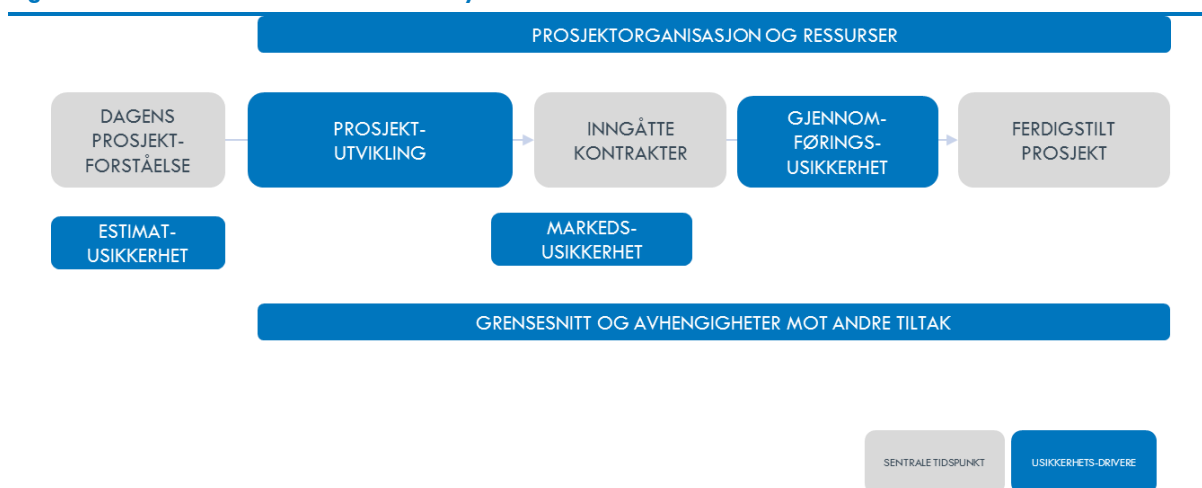 PROSJEKTORGANISASJON OG RESSURSER
DAGENS
PROSJEKT-
FORSTÅELSE
PROSJEKT-
UTVIKLING
INNGÅTTE
KONTRAKTER
GJENNOM-
FØRINGS-
USIKKERHET
FERDIGSTILT
PROSJEKT
ESTIMAT-
USIKKERHET
MARKEDS-
USIKKERHET
GRENSESNITT OG AVHENGIGHETER MOT ANDRE TILTAK
SENTRALE TIDSPUNKT
USIKKERHETS-DRIVERE